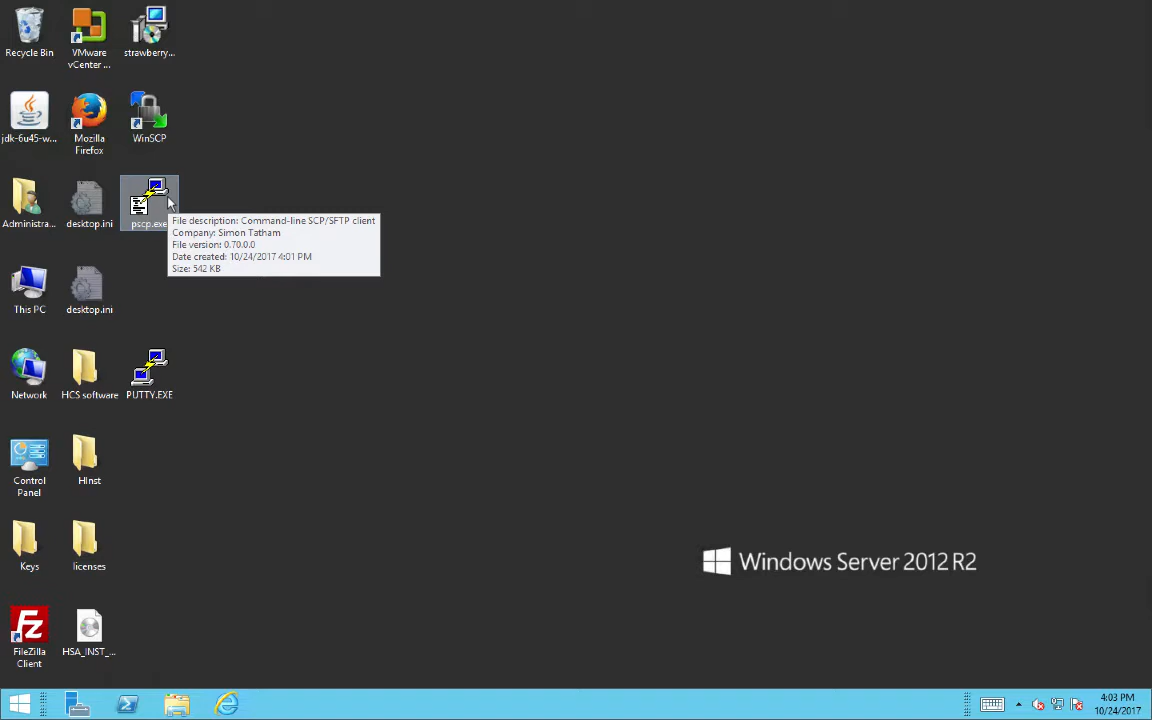 Recycle Bin
VMware
vCenter ...
strawberry...
jdk-6u45-w...
Mozilla
Firefox
WinSCP
Administra...
desktop.ini
pscp.exe
File description: Command-line SCP/SFTP client
Company: Simon Tatham
File version: 0.70.0.0
Date created: 10/24/2017 4:01 PM
Size: 542 KB
This PC
desktop.ini
Network
HCS software
PUTTY.EXE
Control
Panel
HInst
Keys
licenses
Windows Server 2012 R2
Fz
FileZilla
Client
HSA_INST_...
4:03 PM
10/24/2017